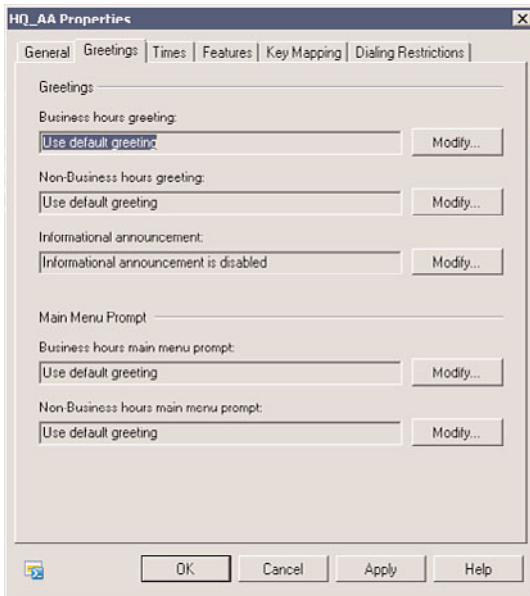 HQ_AA Properties
General Greetings Times Features Key Mapping Dialing Restrictions
Greetings
Business hours greeting:
Use default greeting Modify...
Non-Business hours greeting:
Use default greeting Modify...
Informational announcement:
Informational announcement is disabled Modify...
Main Menu Prompt
Business hours main menu prompt:
Use default greeting Modify...
Non-Business hours main menu prompt:
Use default greeting Modify...
OK Cancel Apply Help